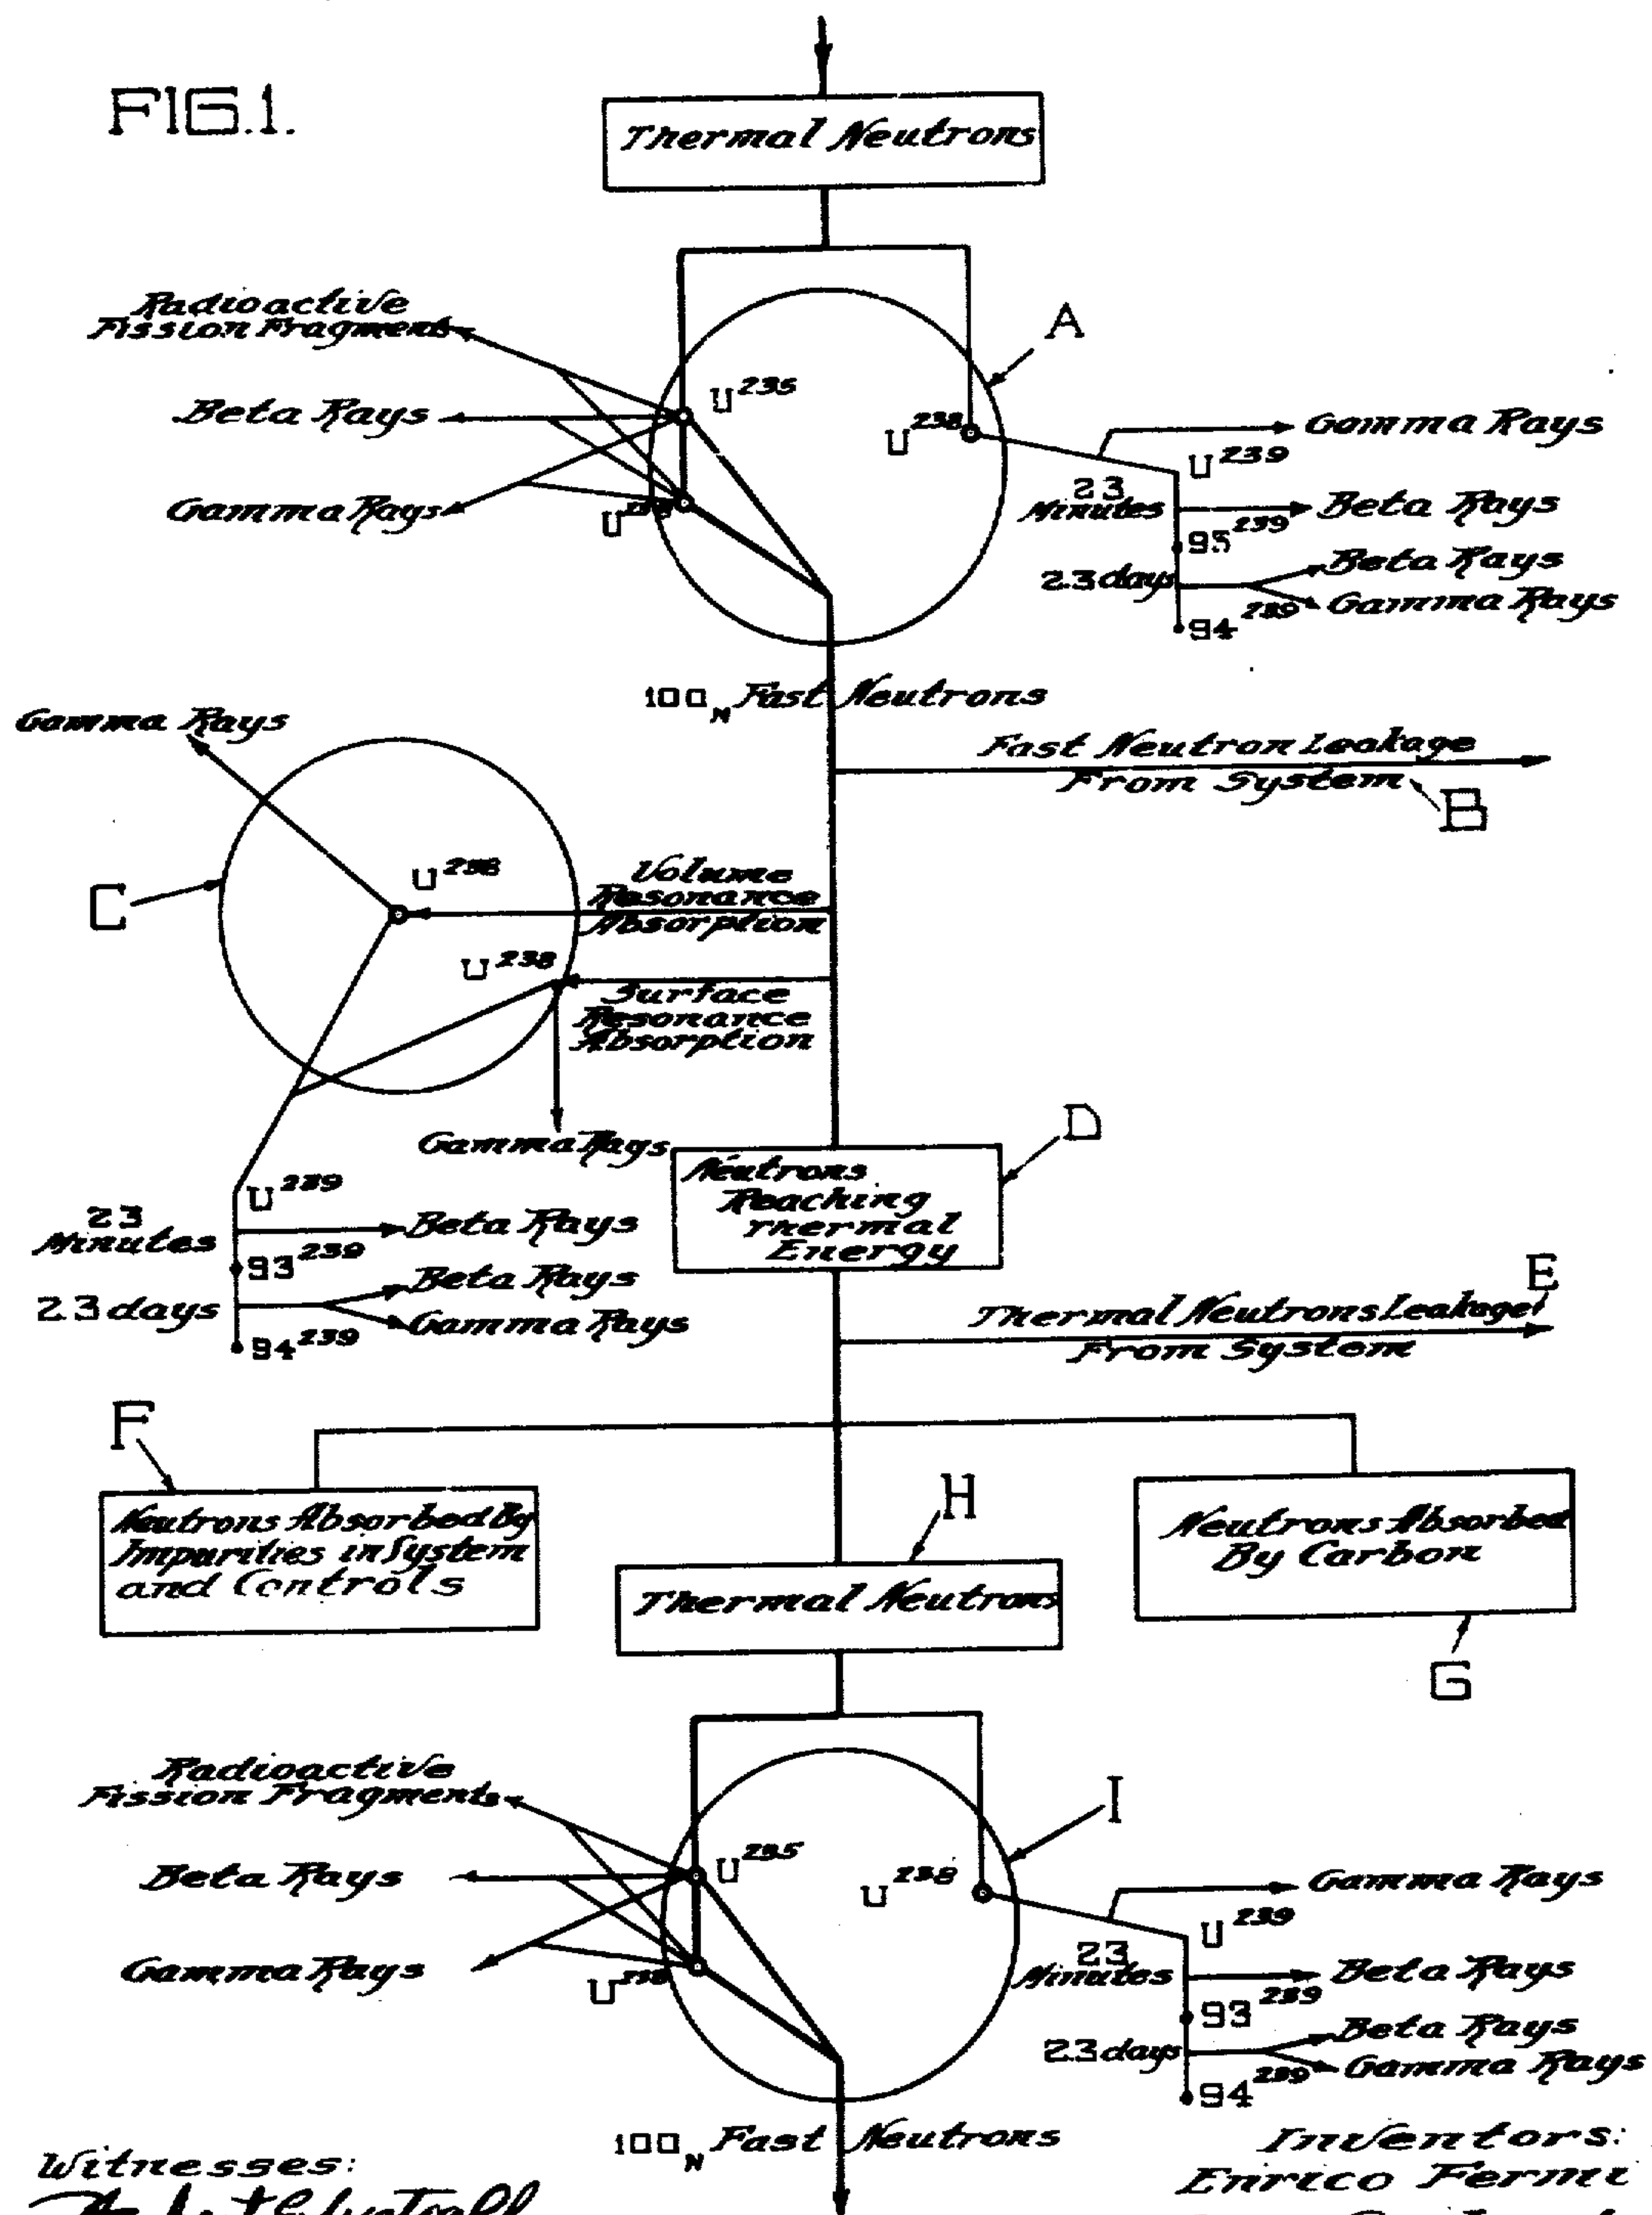 FIG.1.
Thermal Neutrons
Radioactive
Fission Fragments
A
Beta Rays
U235
U238
Gamma Rays
U239
Gamma Rays
23
Minutes
Beta Rays
93239
2.3 days
Beta Rays
Gamma Rays
94239
100N Fast Neutrons
Gamma Rays
Fast Neutron Leakage
From System
B
C
U238
Volume
Resonance
Absorption
U238
Surface
Resonance
Absorption
D
Gamma Rays
Neutrons
Reaching
Thermal
Energy
U239
23
Minutes
Beta Rays
93239
Beta Rays
2.3 days
Gamma Rays
94239
E
Thermal Neutrons Leakage
From System
F
H
Neutrons Absorbed By
Impurities in System
and Controls
Neutrons Absorbed
By Carbon
Thermal Neutrons
G
Radioactive
Fission Fragments
I
Beta Rays
U235
U238
Gamma Rays
U239
Gamma Rays
U238
23
Minutes
Beta Rays
93239
2.3 days
Beta Rays
Gamma Rays
94239
100N Fast Neutrons
Witnesses:
Inventors:
Enrico Fermi